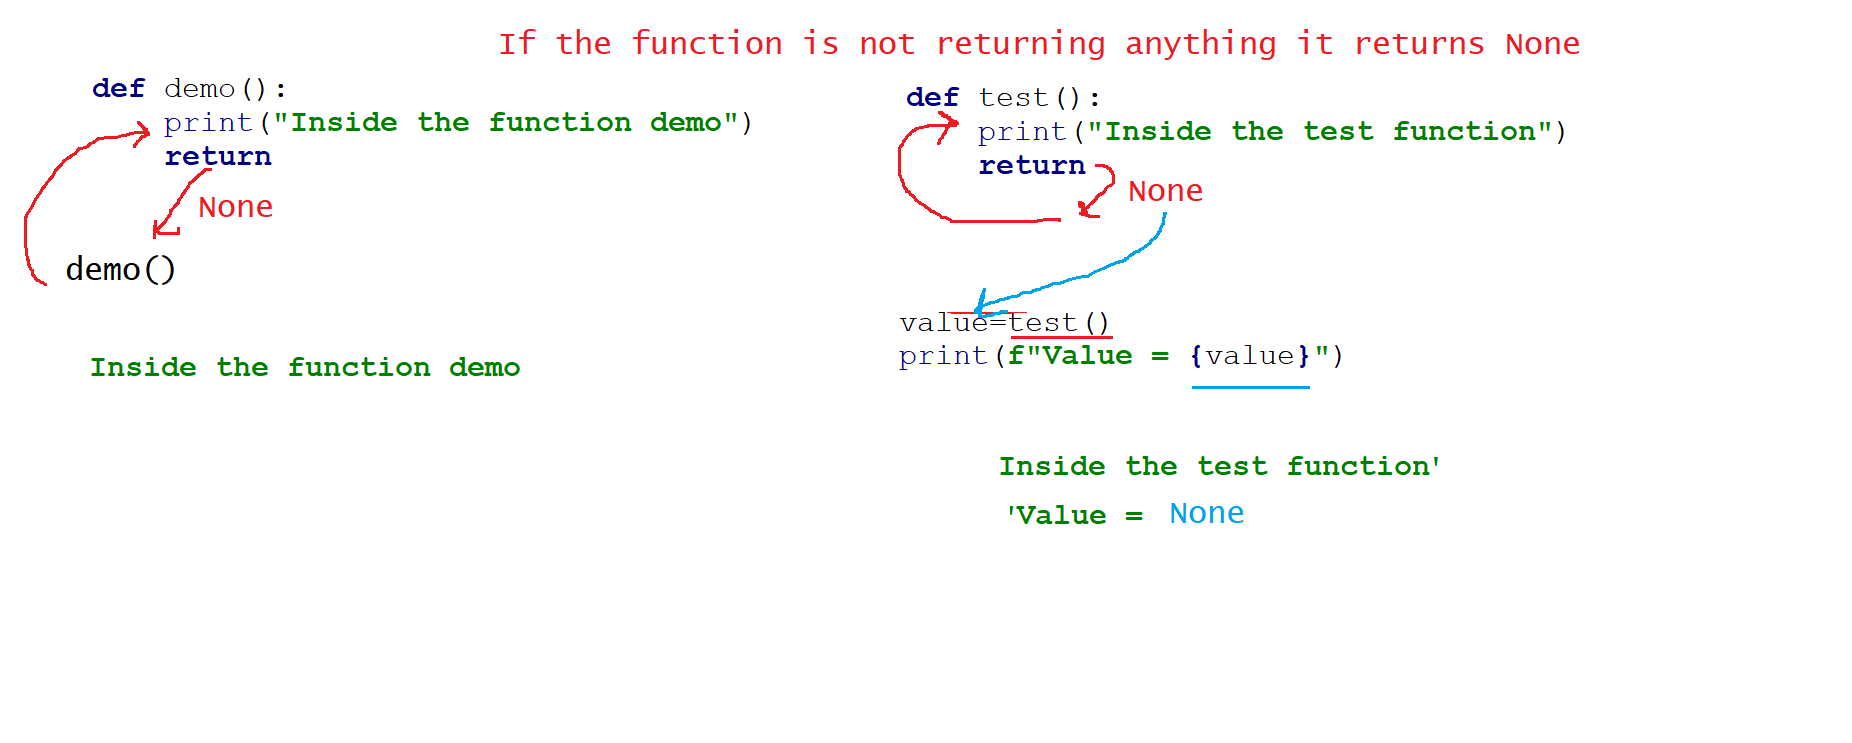 If the function is not returning anything it returns None
def demo():
print("Inside the function demo")
return
None
demo()
Inside the function demo
def test():
print("Inside the test function")
return
None
value=test()
print(f"Value = {value}")
Inside the test function'
'Value = None